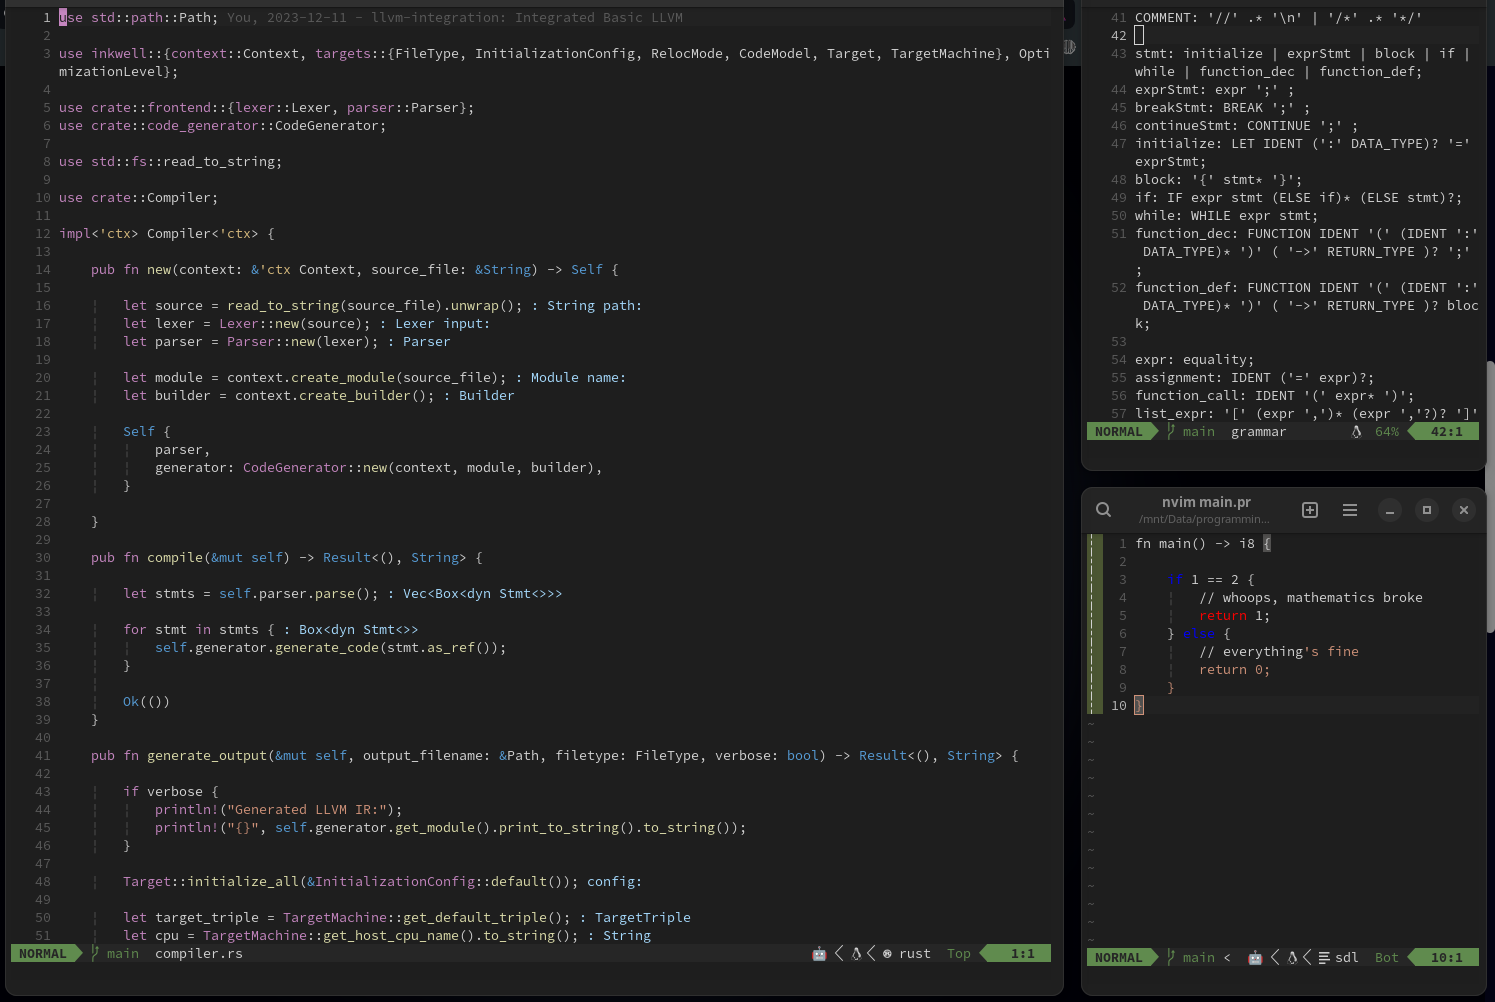 1 use std::path::Path; You, 2023-12-11 - llvm-integration: Integrated Basic LLVM
2
3 use inkwell::{context::Context, targets::{FileType, InitializationConfig, RelocMode, CodeModel, Target, TargetMachine}, Opti
mizationLevel};
4
5 use crate::frontend::{lexer::Lexer, parser::Parser};
6 use crate::code_generator::CodeGenerator;
7
8 use std::fs::read_to_string;
9
10 use crate::Compiler;
11
12 impl<'ctx> Compiler<'ctx> {
13
14 pub fn new(context: &'ctx Context, source_file: &String) -> Self {
15
16 let source = read_to_string(source_file).unwrap(); : String path:
17 let lexer = Lexer::new(source); : Lexer input:
18 let parser = Parser::new(lexer); : Parser
19
20 let module = context.create_module(source_file); : Module name:
21 let builder = context.create_builder(); : Builder
22
23 Self {
24 parser,
25 generator: CodeGenerator::new(context, module, builder),
26 }
27
28 }
29
30 pub fn compile(&mut self) -> Result<(), String> {
31
32 let stmts = self.parser.parse(); : Vec<Box<dyn Stmt<>>>
33
34 for stmt in stmts { : Box<dyn Stmt<>>
35 self.generator.generate_code(stmt.as_ref());
36 }
37
38 Ok(())
39 }
40
41 pub fn generate_output(&mut self, output_filename: &Path, filetype: FileType, verbose: bool) -> Result<(), String> {
42
43 if verbose {
44 println!("Generated LLVM IR:");
45 println!("{}", self.generator.get_module().print_to_string().to_string());
46 }
47
48 Target::initialize_all(&InitializationConfig::default()); config:
49
50 let target_triple = TargetMachine::get_default_triple(); : TargetTriple
51 let cpu = TargetMachine::get_host_cpu_name().to_string(); : String
NORMAL main compiler.rs rust Top 1:1
41 COMMENT: '//' .* '\n' | '/*' .* '*/'
42
43 stmt: initialize | exprStmt | block | if |
while | function_dec | function_def;
44 exprStmt: expr ';' ;
45 breakStmt: BREAK ';' ;
46 continueStmt: CONTINUE ';' ;
47 initialize: LET IDENT (':' DATA_TYPE)? '='
exprStmt;
48 block: '{' stmt* '}';
49 if: IF expr stmt (ELSE if)* (ELSE stmt)?;
50 while: WHILE expr stmt;
51 function_dec: FUNCTION IDENT '(' (IDENT ':'
DATA_TYPE)* ')' ( '->' RETURN_TYPE )? ';'
;
52 function_def: FUNCTION IDENT '(' (IDENT ':'
DATA_TYPE)* ')' ( '->' RETURN_TYPE )? bloc
k;
53
54 expr: equality;
55 assignment: IDENT ('=' expr)?;
56 function_call: IDENT '(' expr* ')';
57 list_expr: '[' (expr ',')* (expr ','?)? ']'
NORMAL main grammar 64% 42:1
nvim main.pr
/mnt/Data/programmin...
1 fn main() -> i8 {
2
3 if 1 == 2 {
4 // whoops, mathematics broke
5 return 1;
6 } else {
7 // everything's fine
8 return 0;
9 }
10 }
~
~
~
~
~
~
~
~
~
~
~
~
~
NORMAL main < sdl Bot 10:1